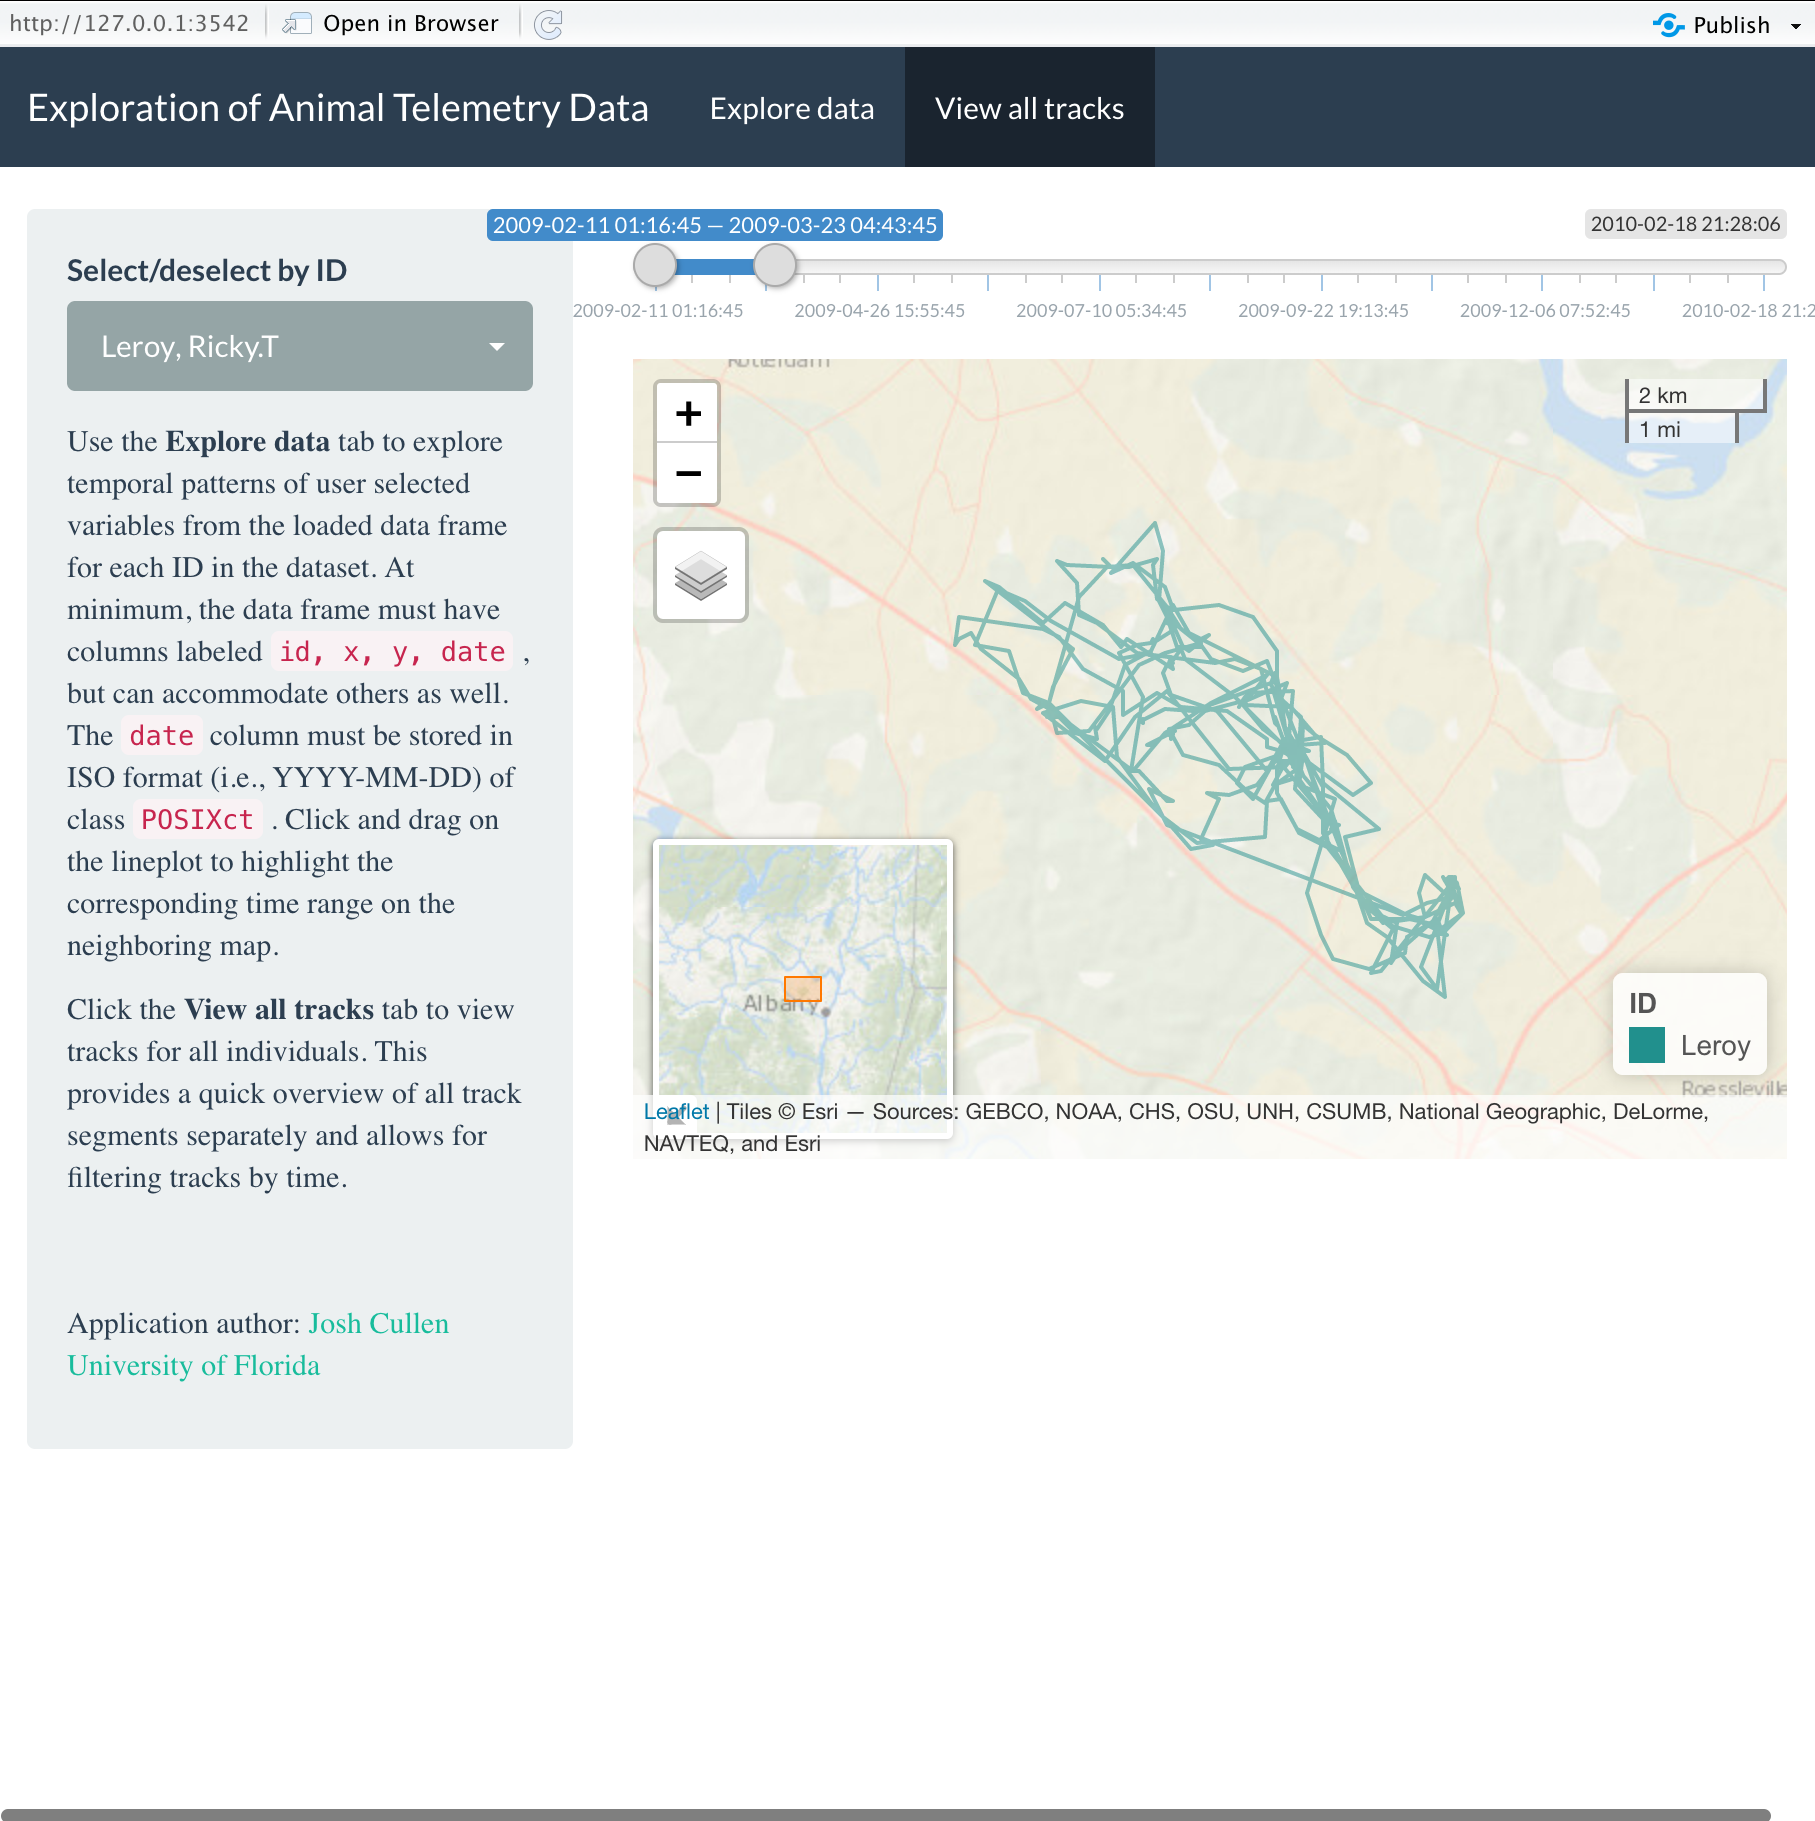 http://127.0.0.1:3542
Open in Browser
Publish
Exploration of Animal Telemetry Data
Explore data
View all tracks
Select/deselect by ID
Leroy, Ricky.T
Use the Explore data tab to explore
temporal patterns of user selected
variables from the loaded data frame
for each ID in the dataset. At
minimum, the data frame must have
columns labeled id, x, y, date ,
but can accommodate others as well.
The date column must be stored in
ISO format (i.e., YYYY-MM-DD) of
class POSIXct . Click and drag on
the lineplot to highlight the
corresponding time range on the
neighboring map.
Click the View all tracks tab to view
tracks for all individuals. This
provides a quick overview of all track
segments separately and allows for
filtering tracks by time.
Application author: Josh Cullen
University of Florida
2009-02-11 01:16:45 — 2009-03-23 04:43:45
2010-02-18 21:28:06
2009-02-11 01:16:45
2009-04-26 15:55:45
2009-07-10 05:34:45
2009-09-22 19:13:45
2009-12-06 07:52:45
2010-02-18 21:2
Rotterdam
+
−
2 km
1 mi
Albany
ID
Leroy
Roessleville
Leaflet | Tiles © Esri — Sources: GEBCO, NOAA, CHS, OSU, UNH, CSUMB, National Geographic, DeLorme,
NAVTEQ, and Esri